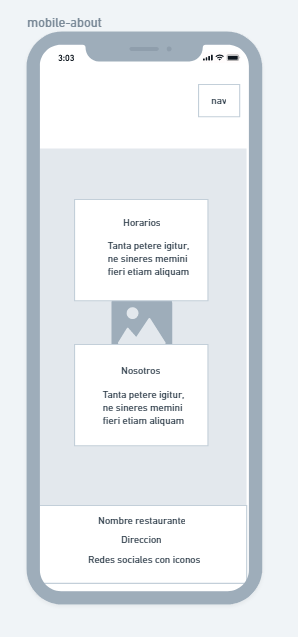 mobile-about
3:03
nav
Horarios
Tanta petere igitur,
ne sineres memini
fieri etiam aliquam
Nosotros
Tanta petere igitur,
ne sineres memini
fieri etiam aliquam
Nombre restaurante
Direccion
Redes sociales con iconos